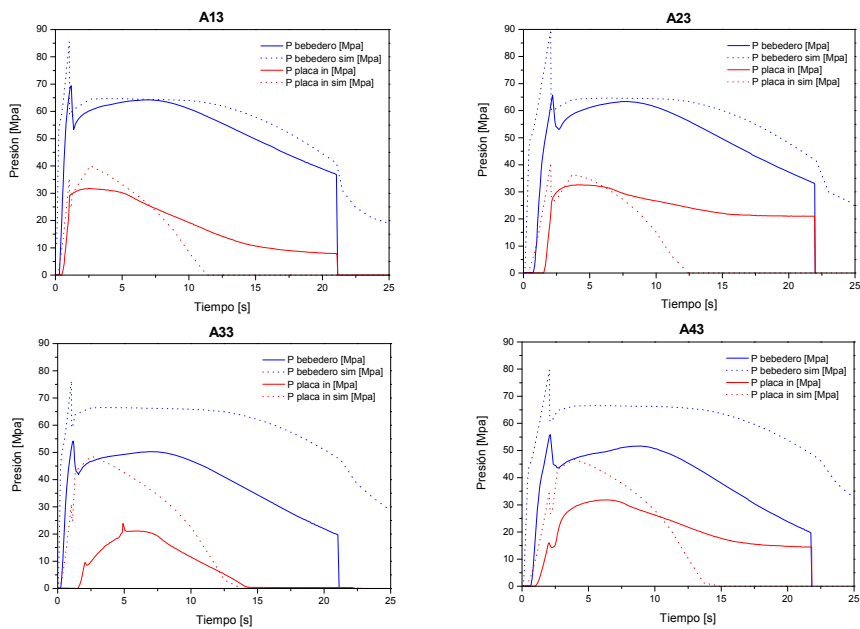 A13
P bebedero [Mpa]
P bebedero sim [Mpa]
P placa in [Mpa]
P placa in sim [Mpa]
90
80
70
60
50
40
30
20
10
0
Presión [Mpa]
0 5 10 15 20 25
Tiempo [s]
A23
P bebedero [Mpa]
P bebedero sim [Mpa]
P placa in [Mpa]
P placa in sim [Mpa]
90
80
70
60
50
40
30
20
10
0
Presión [Mpa]
0 5 10 15 20 25
Tiempo [s]
A33
P bebedero [Mpa]
P bebedero sim [Mpa]
P placa in [Mpa]
P placa in sim [Mpa]
90
80
70
60
50
40
30
20
10
0
Presión [Mpa]
0 5 10 15 20 25
Tiempo [s]
A43
P bebedero [Mpa]
P bebedero sim [Mpa]
P placa in [Mpa]
P placa in sim [Mpa]
90
80
70
60
50
40
30
20
10
0
Presión [Mpa]
0 5 10 15 20 25
Tiempo [s]